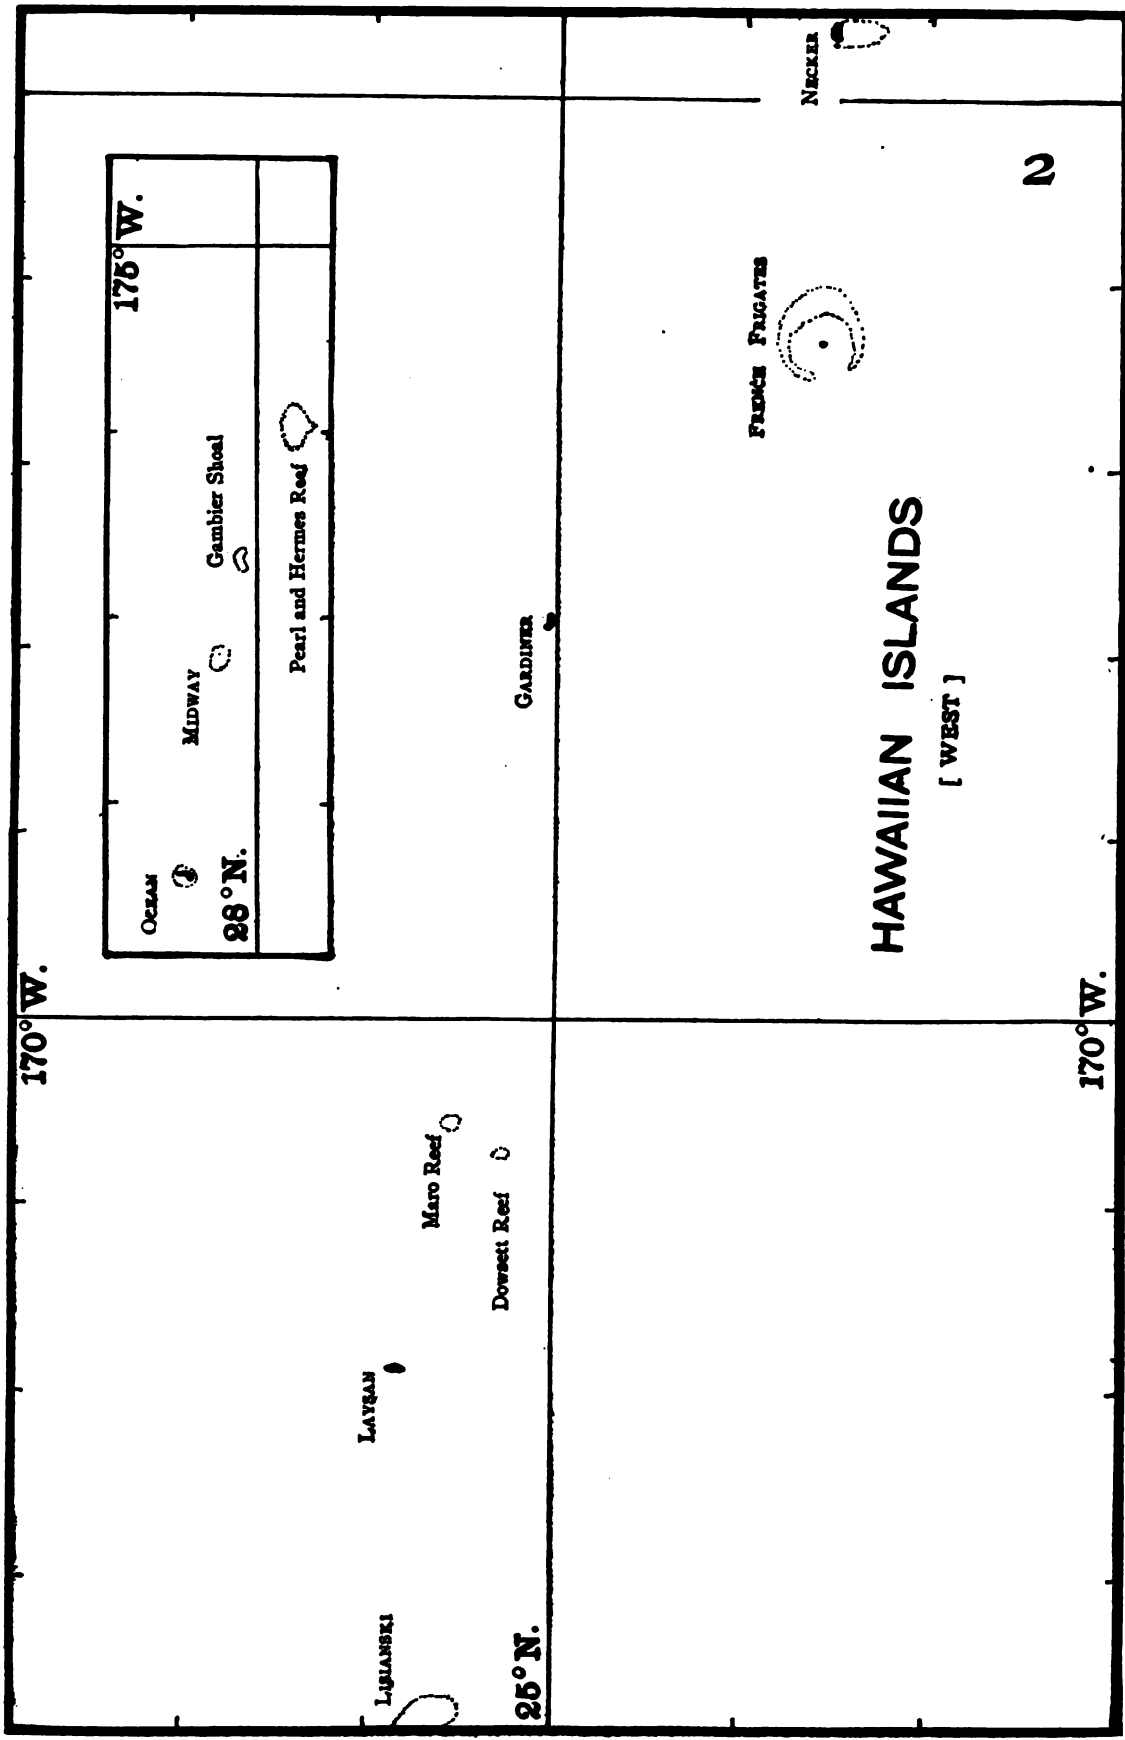 170° W.
175° W.
OCEAN
MIDWAY
Gambier Shoal
28° N.
Pearl and Hermes Reef
LISIANSKI
LAYSAN
Maro Reef
Dowsett Reef
GARDINER
25° N.
FRENCH FRIGATES
NECKER
HAWAIIAN ISLANDS
[ WEST ]
170° W.
2